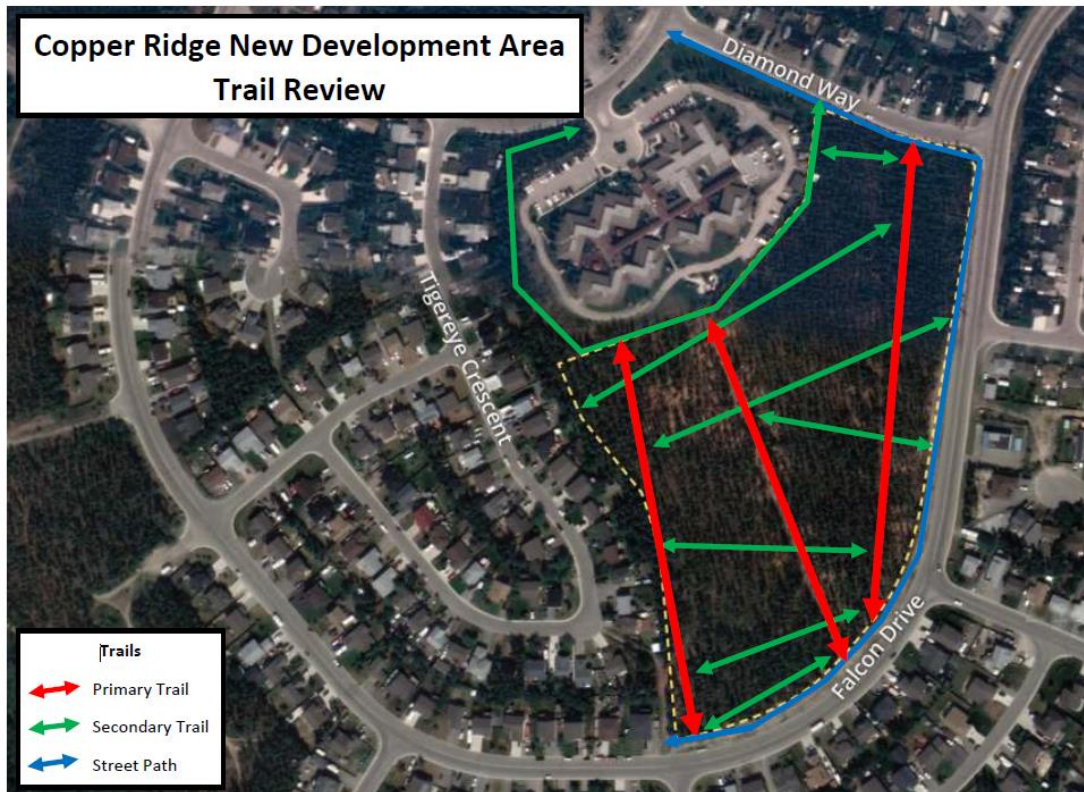 Copper Ridge New Development Area
Trail Review
Diamond Way
Tigereye Crescent
Falcon Drive
Trails
Primary Trail
Secondary Trail
Street Path